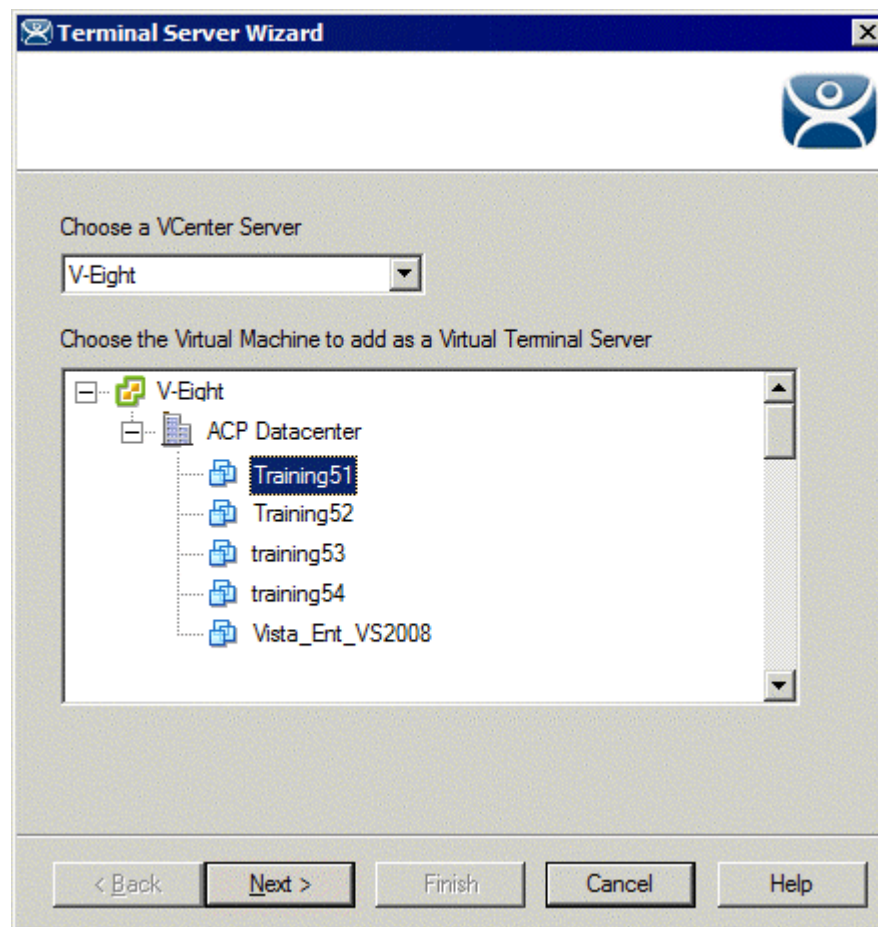 Terminal Server Wizard
Choose a VCenter Server
V-Eight
Choose the Virtual Machine to add as a Virtual Terminal Server
V-Eight
ACP Datacenter
Training51
Training52
training53
training54
Vista_Ent_VS2008
< Back Next > Finish Cancel Help